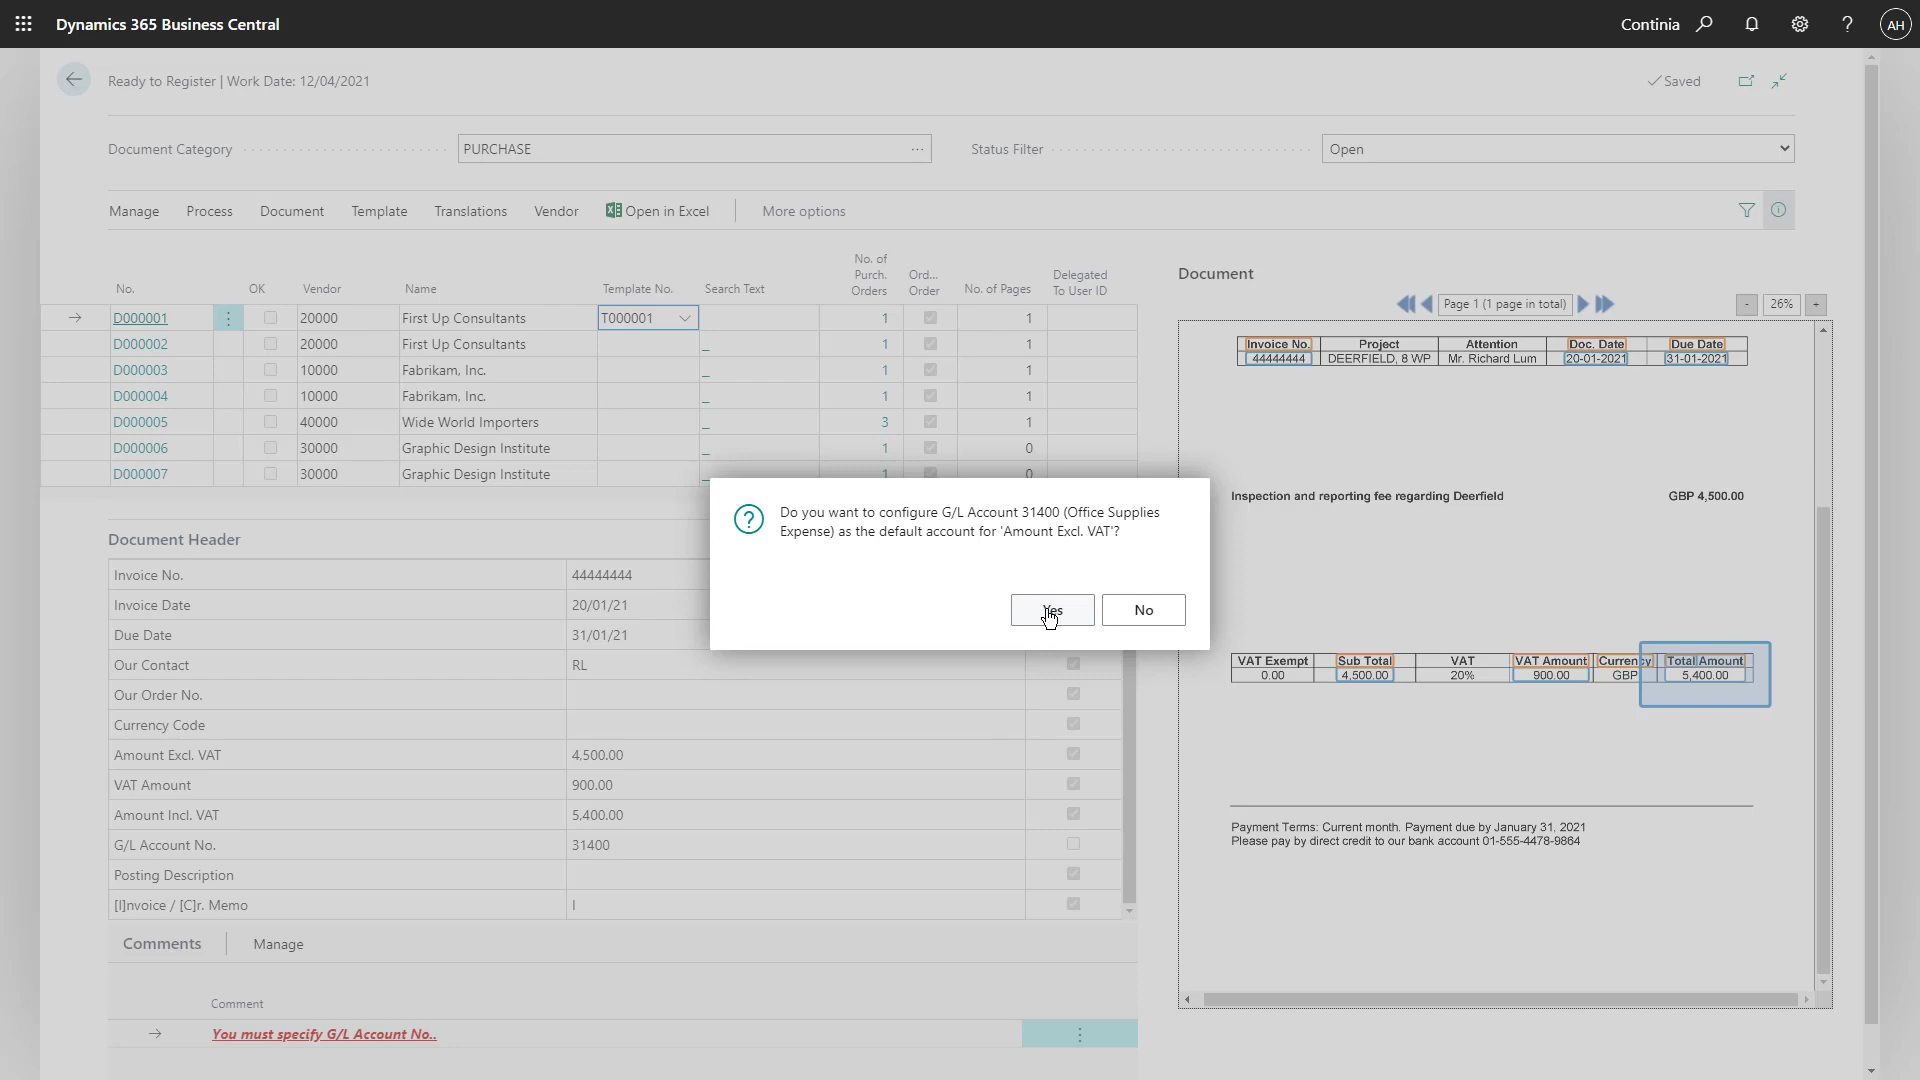 Dynamics 365 Business Central
Continia
AH
Ready to Register | Work Date: 12/04/2021
Saved
Document Category
PURCHASE
Status Filter
Open
Manage
Process
Document
Template
Translations
Vendor
Open in Excel
More options
No.
OK
Vendor
Name
Template No.
Search Text
No. of
Purch.
Orders
Ord...
Order
No. of Pages
Delegated
To User ID
D000001 20000 First Up Consultants T000001 1 1
D000002 20000 First Up Consultants _ 1 1
D000003 10000 Fabrikam, Inc. _ 1 1
D000004 10000 Fabrikam, Inc. _ 1 1
D000005 40000 Wide World Importers _ 3 1
D000006 30000 Graphic Design Institute _ 1 0
D000007 30000 Graphic Design Institute _ 1 0
Document
Page 1 (1 page in total)
- 26% +
Invoice No. Project Attention Doc. Date Due Date
44444444 DEERFIELD, 8 WP Mr. Richard Lum 20-01-2021 31-01-2021
Inspection and reporting fee regarding Deerfield GBP 4,500.00
VAT Exempt Sub Total VAT VAT Amount Currency Total Amount
0.00 4,500.00 20% 900.00 GBP 5,400.00
Payment Terms: Current month. Payment due by January 31, 2021
Please pay by direct credit to our bank account 01-555-4478-9864
Do you want to configure G/L Account 31400 (Office Supplies
Expense) as the default account for 'Amount Excl. VAT'?
Yes
No
Document Header
Invoice No. 44444444
Invoice Date 20/01/21
Due Date 31/01/21
Our Contact RL
Our Order No.
Currency Code
Amount Excl. VAT 4,500.00
VAT Amount 900.00
Amount Incl. VAT 5,400.00
G/L Account No. 31400
Posting Description
[I]nvoice / [C]r. Memo I
Comments
Manage
Comment
You must specify G/L Account No..